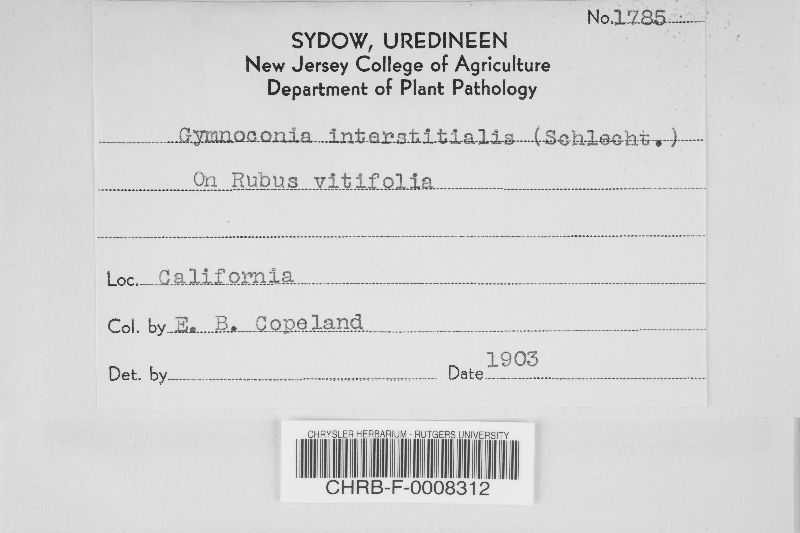 No. 1785
SYDOW, UREDINEEN
New Jersey College of Agriculture
Department of Plant Pathology
Gymnoconia interstitialis (Schlecht.)
On Rubus vitifolia
Loc. California
Col. by E. B. Copeland
Det. by Date 1903
CHRYSLER HERBARIUM - RUTGERS UNIVERSITY
CHRB-F-0008312